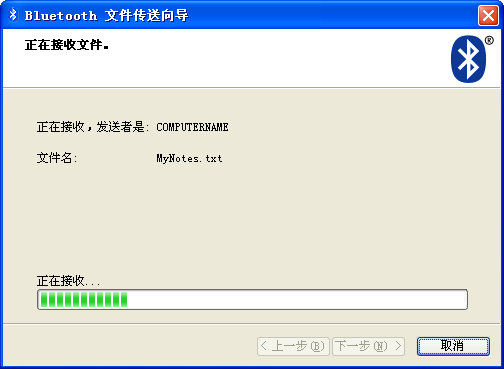 Bluetooth 文件传送向导
正在接收文件。
®
正在接收，发送者是: COMPUTERNAME
文件名: MyNotes.txt
正在接收...
< 上一步(B) 下一步(N) > 取消